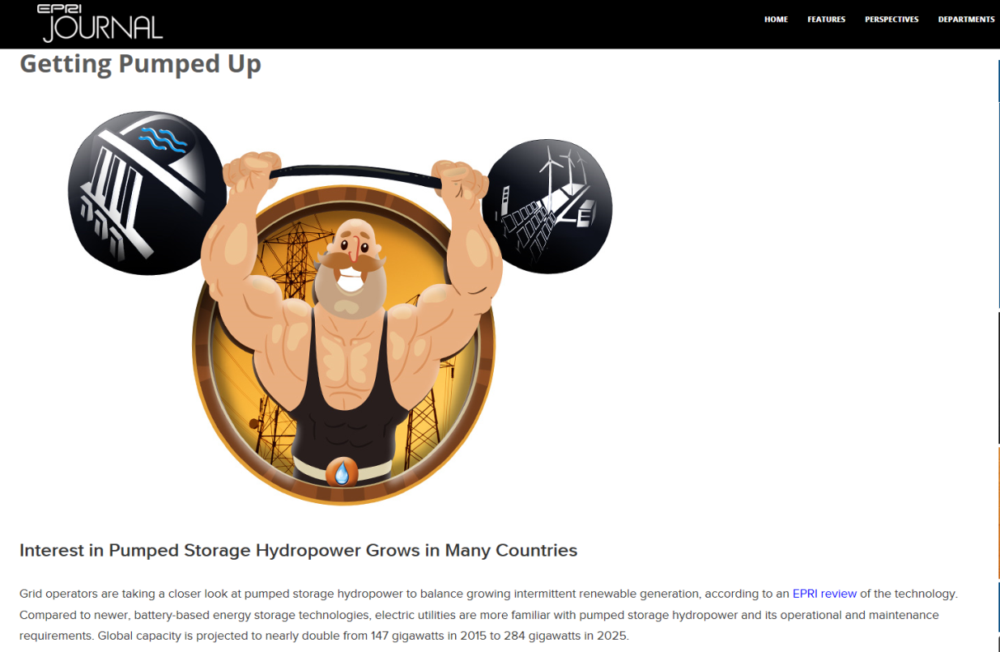 EPRI
JOURNAL
HOME FEATURES PERSPECTIVES DEPARTMENTS
Getting Pumped Up
Interest in Pumped Storage Hydropower Grows in Many Countries
Grid operators are taking a closer look at pumped storage hydropower to balance growing intermittent renewable generation, according to an EPRI review of the technology.
Compared to newer, battery-based energy storage technologies, electric utilities are more familiar with pumped storage hydropower and its operational and maintenance
requirements. Global capacity is projected to nearly double from 147 gigawatts in 2015 to 284 gigawatts in 2025.